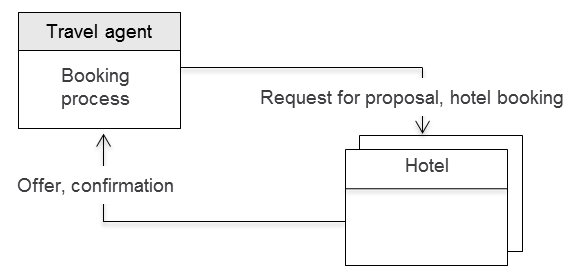 Travel agent
Booking
process
Request for proposal, hotel booking
Hotel
Offer, confirmation